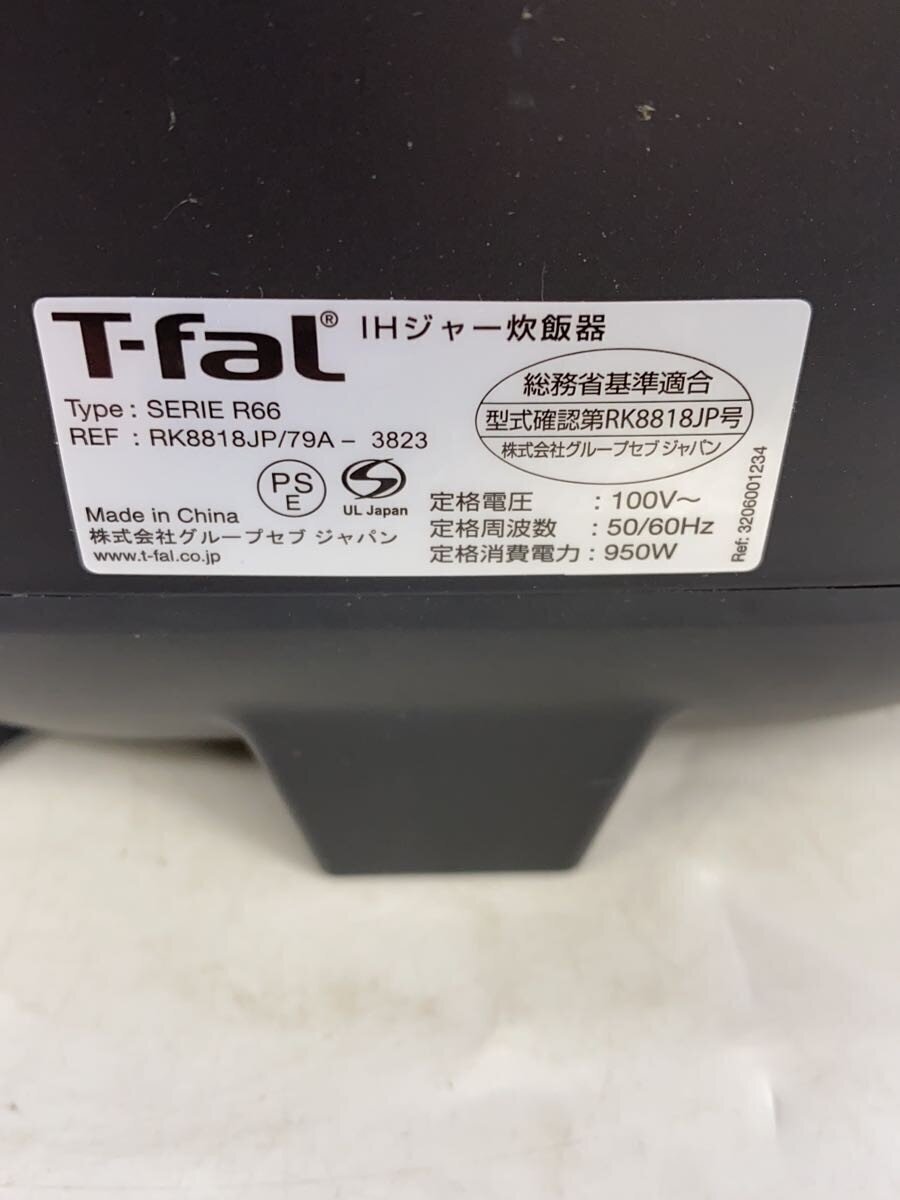 T-fal® IHジャー炊飯器
Type : SERIE R66
REF : RK8818JP/79A - 3823
総務省基準適合
型式確認第RK8818JP号
株式会社グループセブ ジャパン
PS
E
S
UL Japan
Made in China
株式会社グループセブ ジャパン
www.t-fal.co.jp
定格電圧 : 100V～
定格周波数 : 50/60Hz
定格消費電力 : 950W
Ref: 3206001234